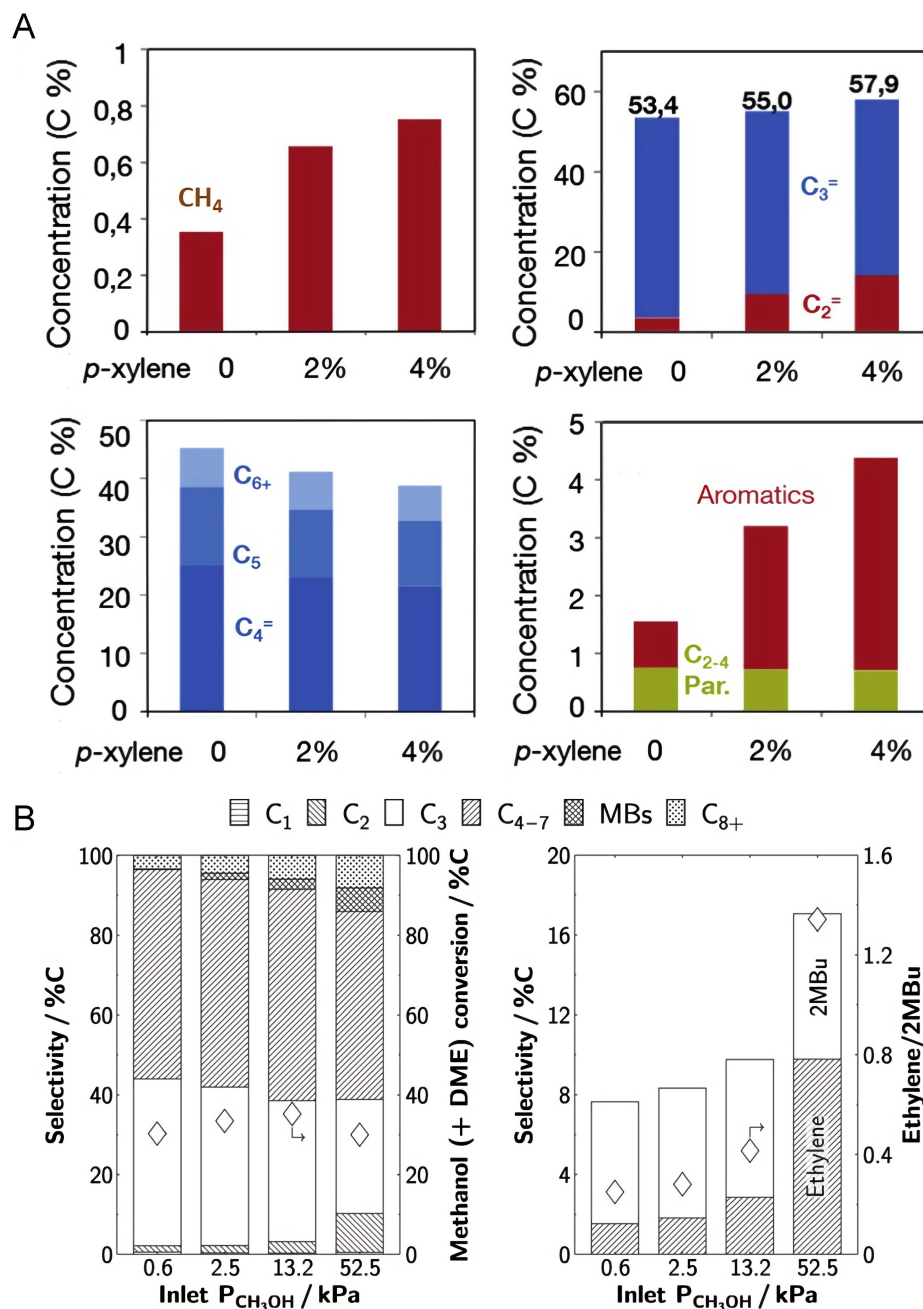 A
Concentration (C %)
1
0,8
0,6
0,4
0,2
0
CH₄
p-xylene 0 2% 4%
Concentration (C %)
60
40
20
0
53,4 55,0 57,9
C₃⁼
C₂⁼
p-xylene 0 2% 4%
Concentration (C %)
50
40
30
20
10
0
C₆₊
C₅
C₄⁼
p-xylene 0 2% 4%
Concentration (C %)
5
4
3
2
1
0
Aromatics
C₂₋₄
Par.
p-xylene 0 2% 4%
B
C₁ C₂ C₃ C₄₋₇ MBs C₈₊
Selectivity / %C
100
80
60
40
20
0
Methanol (+ DME) conversion / %C
100
80
60
40
20
0
0.6 2.5 13.2 52.5
Inlet P_CH₃OH / kPa
Selectivity / %C
20
16
12
8
4
0
2MBu
Ethylene
Ethylene/2MBu
1.6
1.2
0.8
0.4
0
0.6 2.5 13.2 52.5
Inlet P_CH₃OH / kPa